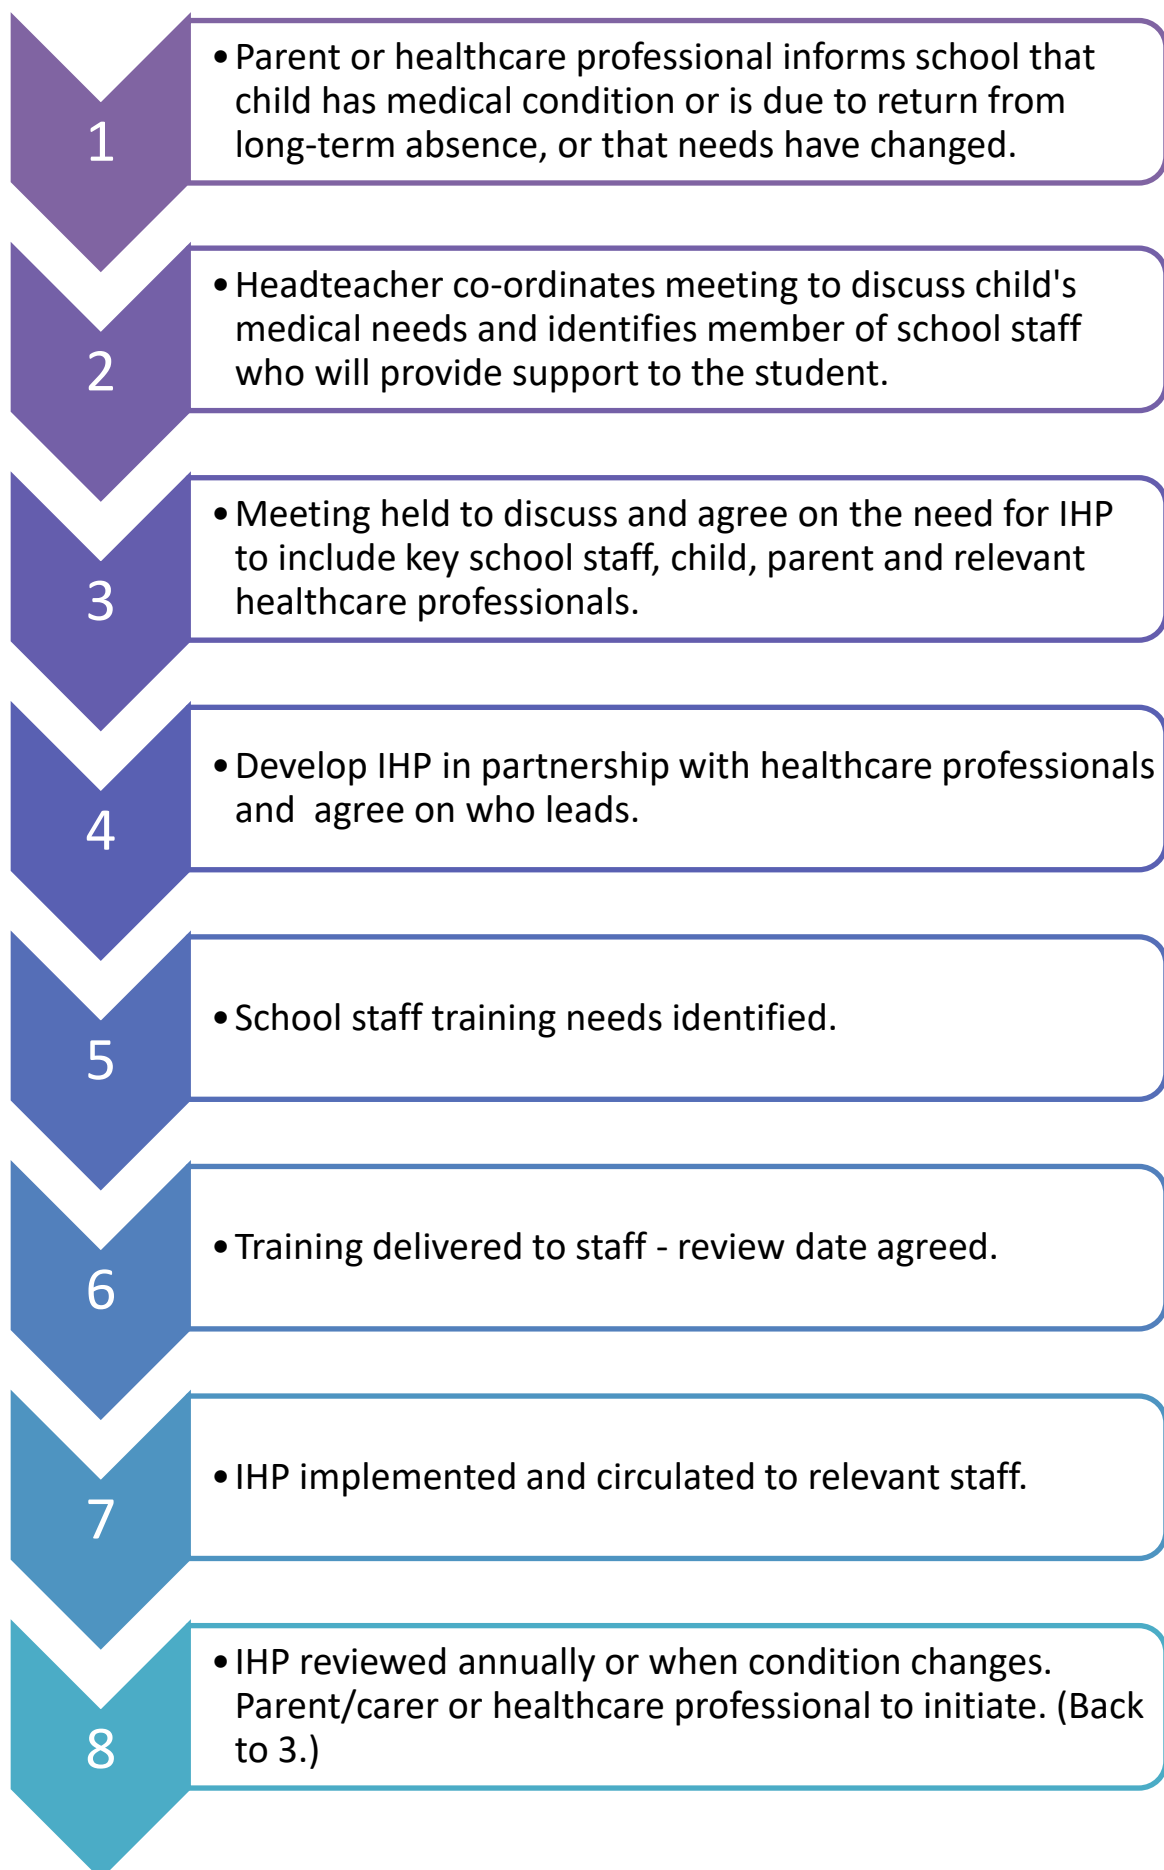 1
• Parent or healthcare professional informs school that
child has medical condition or is due to return from
long-term absence, or that needs have changed.
2
• Headteacher co-ordinates meeting to discuss child's
medical needs and identifies member of school staff
who will provide support to the student.
3
• Meeting held to discuss and agree on the need for IHP
to include key school staff, child, parent and relevant
healthcare professionals.
4
• Develop IHP in partnership with healthcare professionals
and  agree on who leads.
5
• School staff training needs identified.
6
• Training delivered to staff - review date agreed.
7
• IHP implemented and circulated to relevant staff.
8
• IHP reviewed annually or when condition changes.
Parent/carer or healthcare professional to initiate. (Back
to 3.)